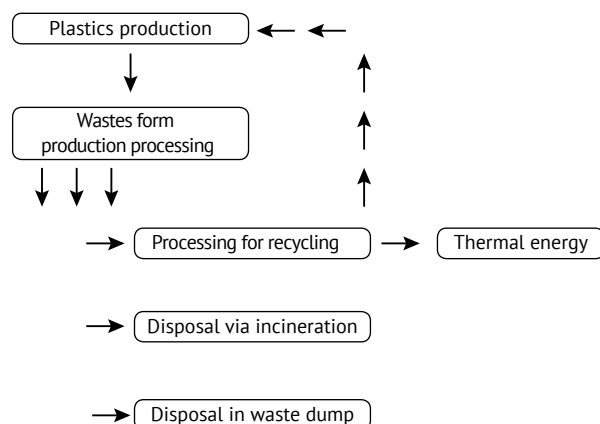 Plastics production
Wastes form
production processing
Processing for recycling
Thermal energy
Disposal via incineration
Disposal in waste dump